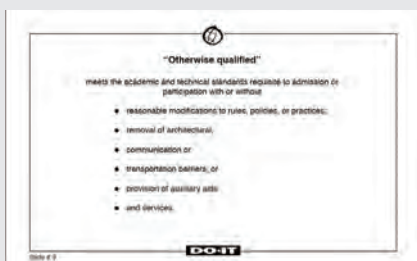 "Otherwise qualified"
meets the academic and technical standards requisite to admission or
participation with or without
● reasonable modifications to rules, policies, or practices;
● removal of architectural,
● communication or
● transportation barriers; or
● provision of auxiliary aids
● and services.
DO-IT
Slide # 9